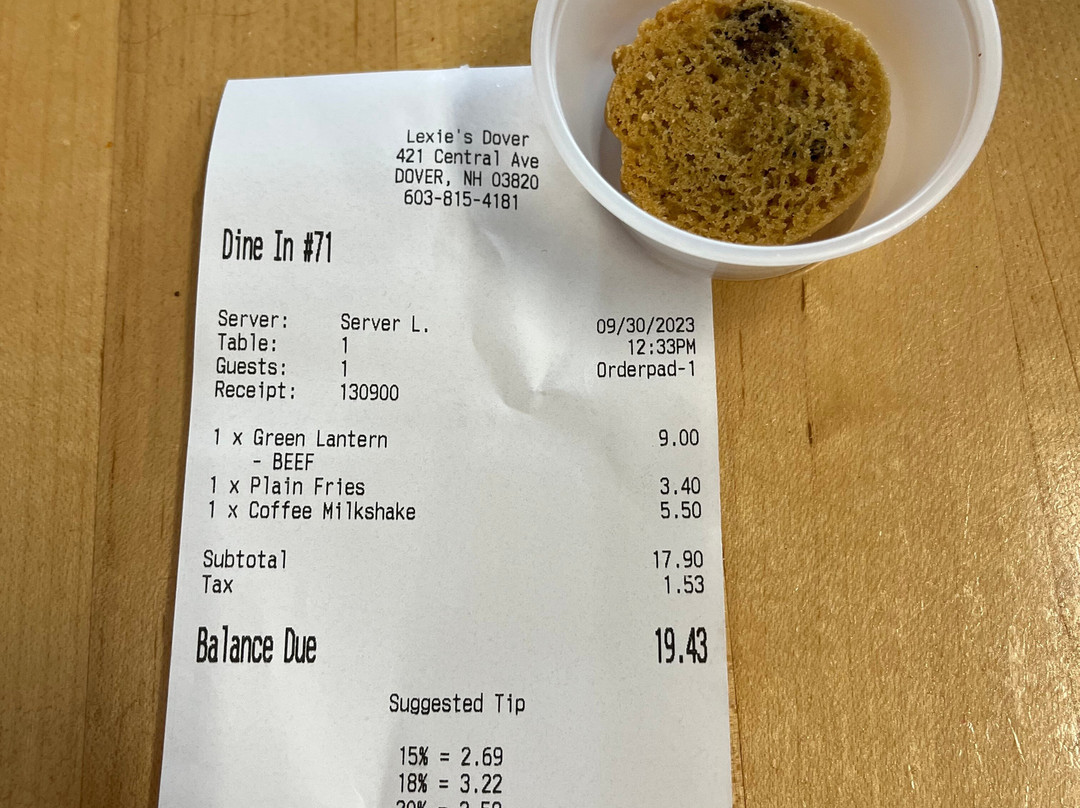 Lexie's Dover
421 Central Ave
DOVER, NH 03820
603-815-4181
Dine In #71
Server: Server L. 09/30/2023
Table: 1 12:33PM
Guests: 1 Orderpad-1
Receipt: 130900
1 x Green Lantern 9.00
- BEEF
1 x Plain Fries 3.40
1 x Coffee Milkshake 5.50
Subtotal 17.90
Tax 1.53
Balance Due 19.43
Suggested Tip
15% = 2.69
18% = 3.22